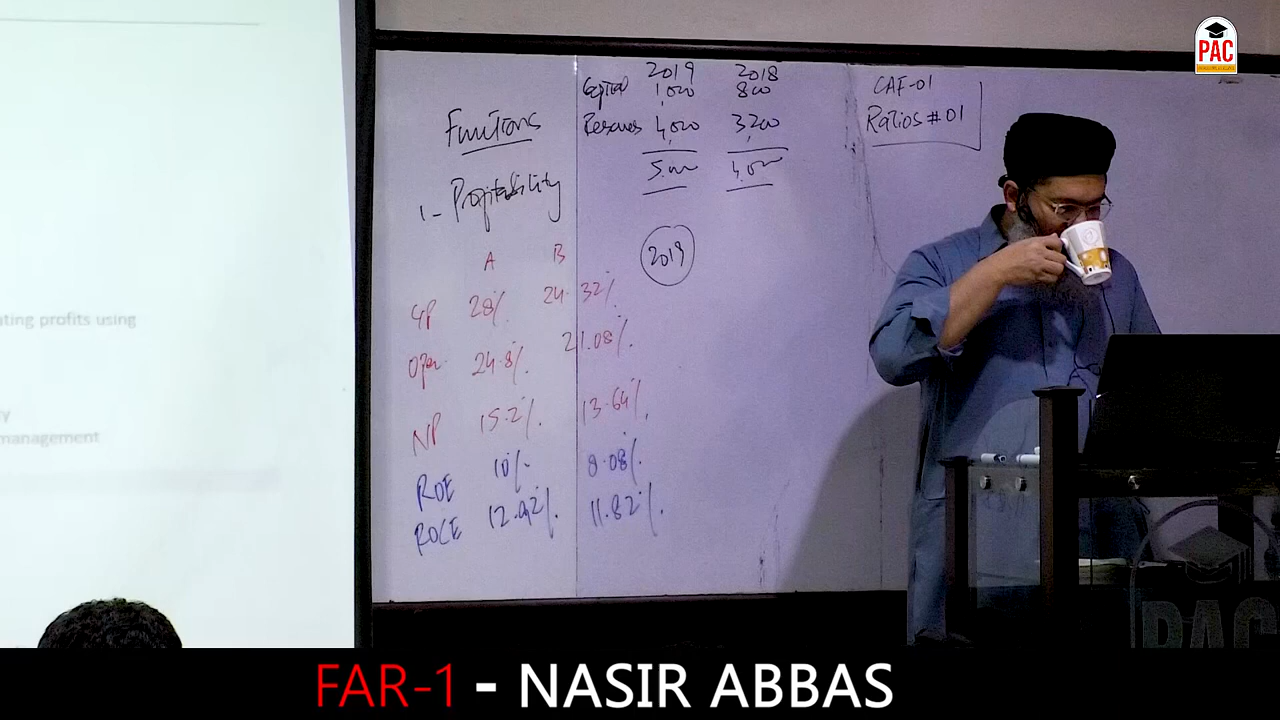 ating profits using
y
management
Functions
1- Profitability
A B
GP 28% 24.32%
Oper. 24.8% 21.08%
NP 15.2% 13.64%
ROE 10% 9.08%
ROCE 12.92% 11.82%
2019 2018
Capital 1,000 800
Reserves 4,000 3,200
5,000 4,000
2019
CAF-01
Ratios # 01
PAC
PAC
FAR-1 - NASIR ABBAS